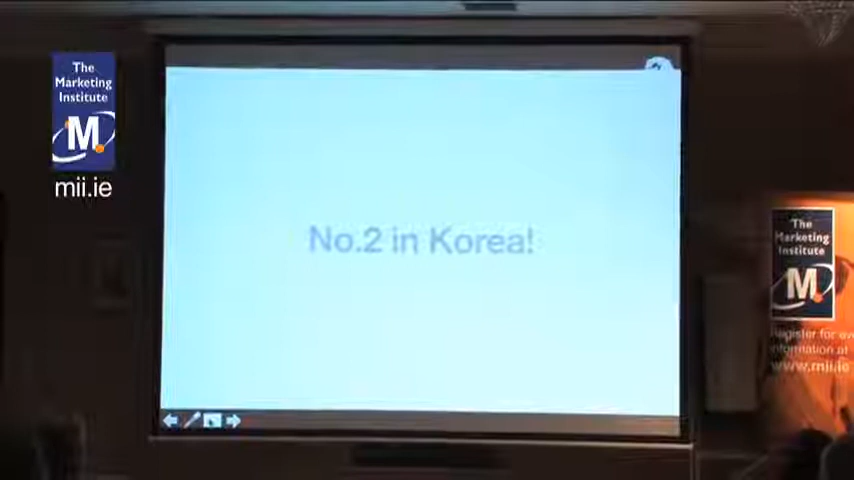 The
Marketing
Institute
M
mii.ie
No.2 in Korea!
The
Marketing
Institute
M
Register for
information at
www.mii.ie